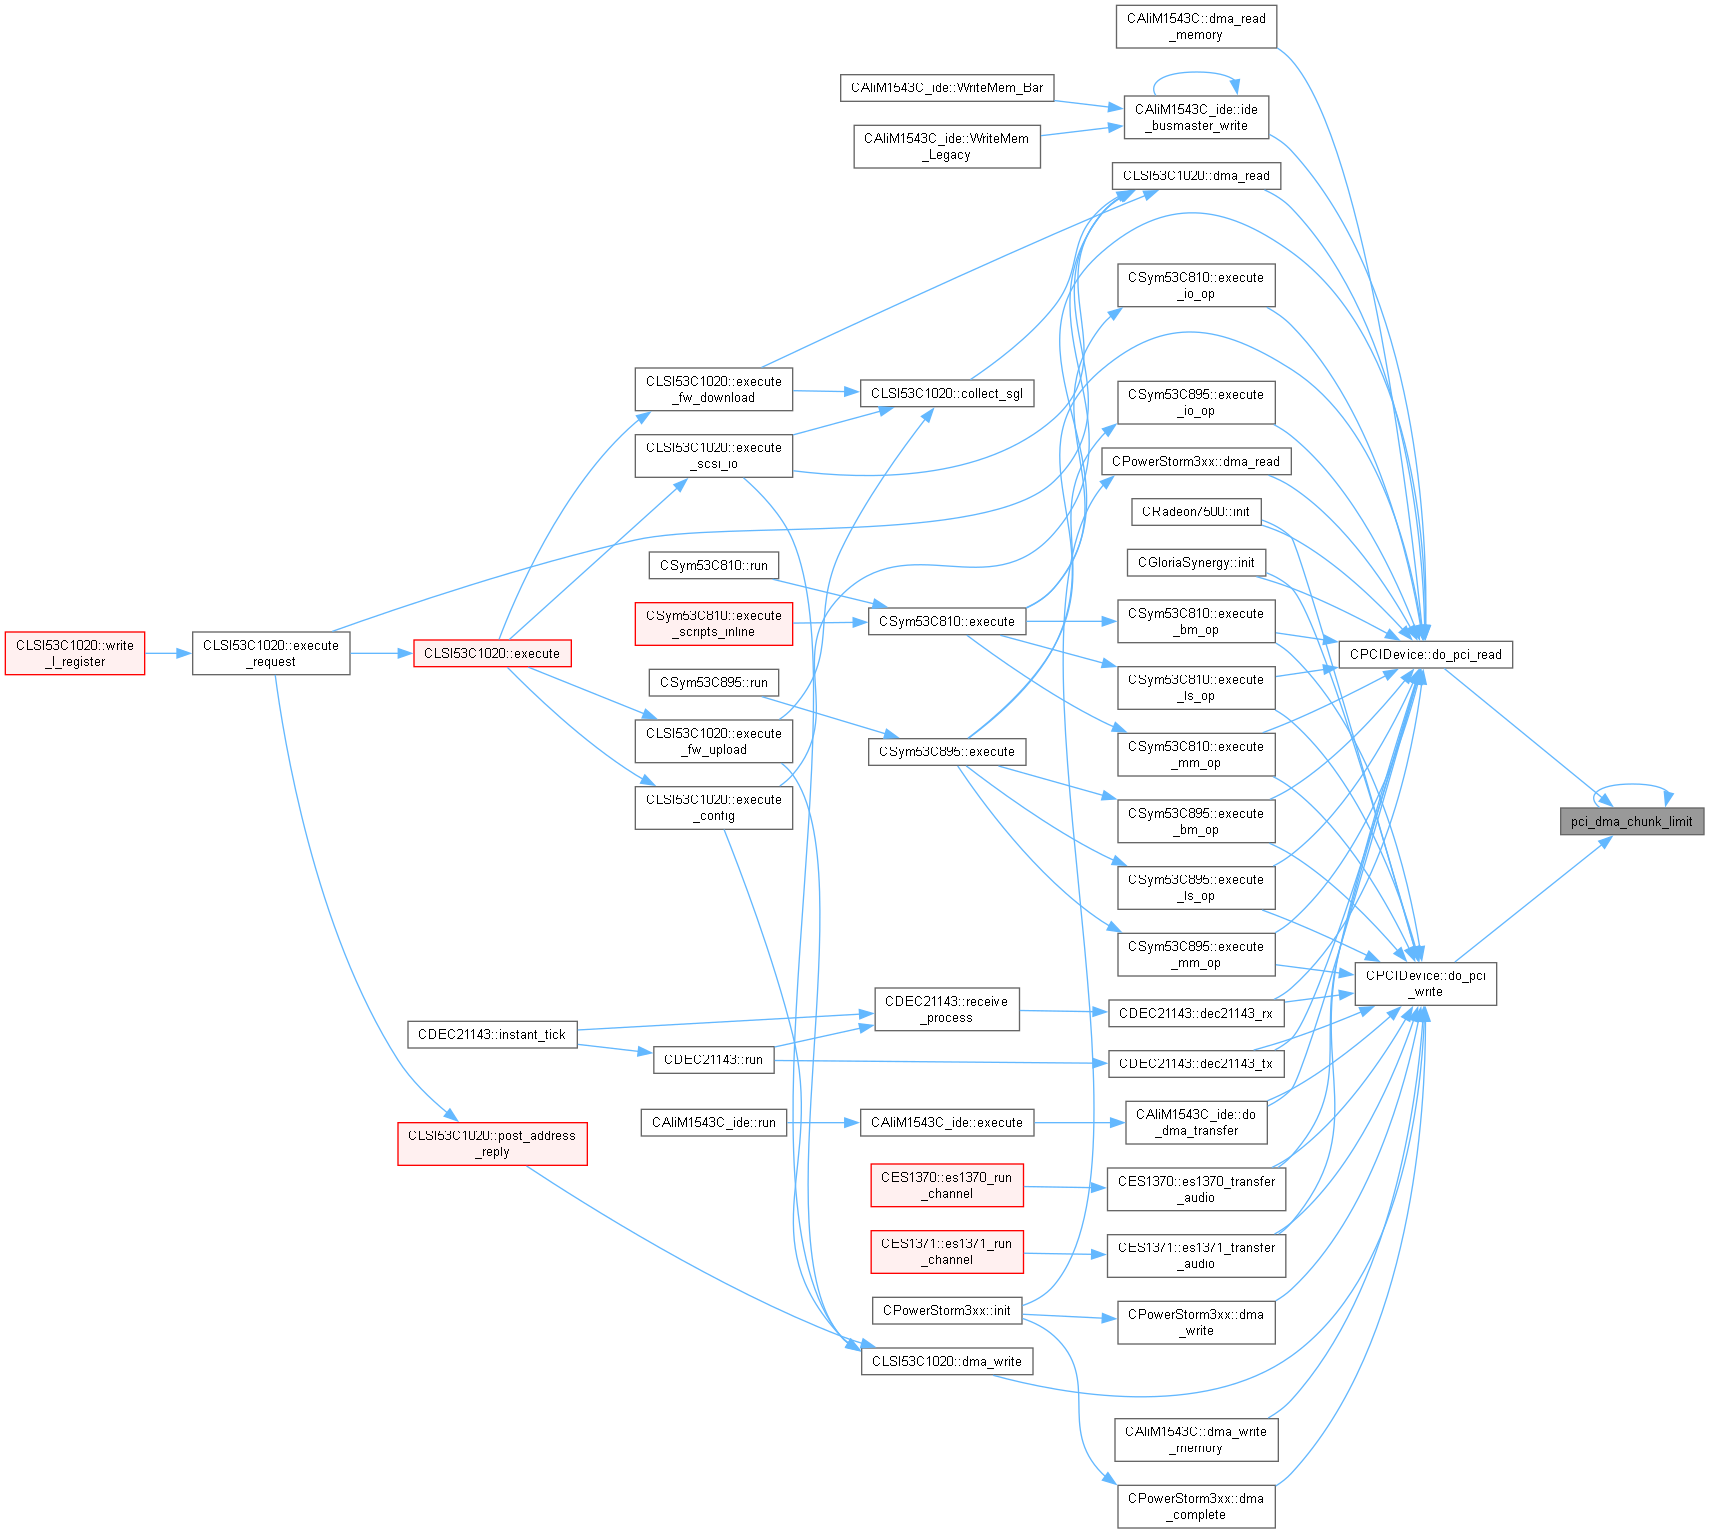 CAliM1543C::dma_read
_memory
CAliM1543C_ide::WriteMem_Bar
CAliM1543C_ide::ide
_busmaster_write
CAliM1543C_ide::WriteMem
_Legacy
CLSI53C1020::dma_read
CSym53C810::execute
_io_op
CLSI53C1020::execute
_fw_download
CLSI53C1020::collect_sgl
CSym53C895::execute
_io_op
CLSI53C1020::execute
_scsi_io
CPowerStorm3xx::dma_read
CRadeon7500::init
CGloriaSynergy::init
CSym53C810::run
CSym53C810::execute
_scripts_inline
CSym53C810::execute
CSym53C810::execute
_bm_op
CLSI53C1020::write
_l_register
CLSI53C1020::execute
_request
CLSI53C1020::execute
CPCIDevice::do_pci_read
CSym53C895::run
CSym53C810::execute
_ls_op
CLSI53C1020::execute
_fw_upload
CSym53C895::execute
CSym53C810::execute
_mm_op
CLSI53C1020::execute
_config
CSym53C895::execute
_bm_op
pci_dma_chunk_limit
CSym53C895::execute
_ls_op
CSym53C895::execute
_mm_op
CPCIDevice::do_pci
_write
CDEC21143::receive
_process
CDEC21143::dec21143_rx
CDEC21143::instant_tick
CDEC21143::run
CDEC21143::dec21143_tx
CAliM1543C_ide::run
CAliM1543C_ide::execute
CAliM1543C_ide::do
_dma_transfer
CLSI53C1020::post_address
_reply
CES1370::es1370_run
_channel
CES1370::es1370_transfer
_audio
CES1371::es1371_run
_channel
CES1371::es1371_transfer
_audio
CPowerStorm3xx::init
CPowerStorm3xx::dma
_write
CLSI53C1020::dma_write
CAliM1543C::dma_write
_memory
CPowerStorm3xx::dma
_complete